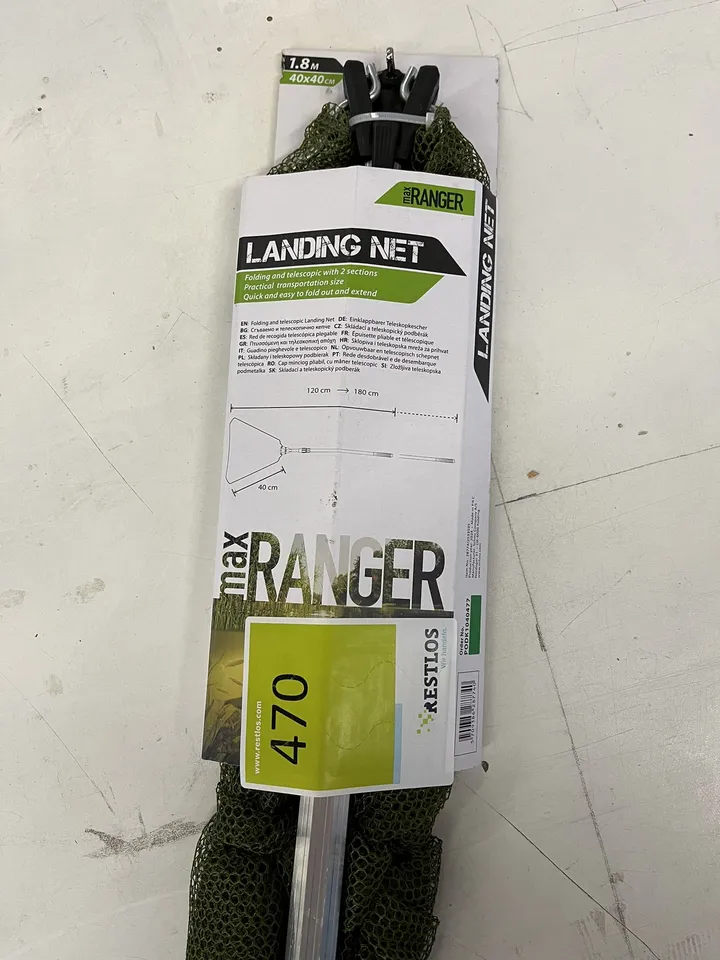 1.8 M
40x40 CM
max RANGER
LANDING NET
Folding and telescopic with 2 sections
Practical transportation size
Quick and easy to fold out and extend
LANDING NET
EN: Folding and telescopic Landing Net DE: Einklappbarer Teleskopkescher
BG: Сгъваемо и телескопично кепче CZ: Skládací a teleskopický podběrák
ES: Red de recogida telescópica plegable FR: Épuisette pliable et télescopique
GR: Πτυσσόμενη και τηλεσκοπική απόχη HR: Sklopiva i teleskopska mreža za prihvat
IT: Guadino pieghevole e telescopico NL: Opvouwbaar en telescopisch schepnet
PL: Składany i teleskopowy podbierak PT: Rede desdobrável e de desembarque
telescópica RO: Cap minciog pliabil, cu mâner telescopic SI: Zložljiva teleskopska
podmetalka SK: Skladací a teleskopický podberák
120 cm → 180 cm
40 cm
max RANGER
Order No.
PODK1040477
www.restlos.com
470
RESTLOS
We handeln.